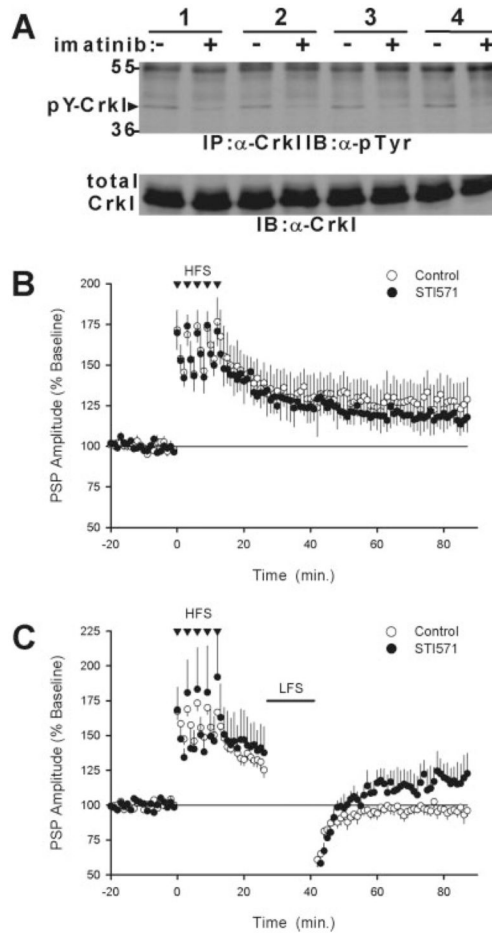 A
1 2 3 4
imatinib: - + - + - + - +
55
pY-CrkI
36
IP:α-CrkI IB:α-pTyr
total
CrkI
IB:α-CrkI
B
HFS
Control
STI571
PSP Amplitude (% Baseline)
200
175
150
125
100
75
50
-20 0 20 40 60 80
Time (min.)
C
HFS
Control
STI571
LFS
PSP Amplitude (% Baseline)
225
200
175
150
125
100
75
50
-20 0 20 40 60 80
Time (min.)